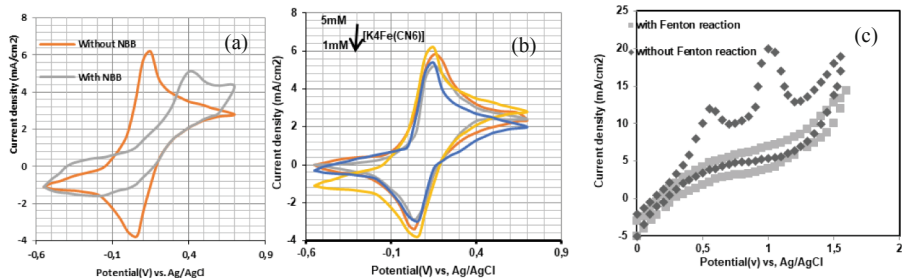 (a)
Without NBB
With NBB
Current density (mA/cm2)
8
6
4
2
0
-2
-4
-0,6
-0,1
0,4
0,9
Potential(V) vs. Ag/AgCl
(b)
5mM
[K4Fe(CN6)]
1mM
Current density (mA/cm2)
8
6
4
2
0
-2
-4
-0,6
-0,1
0,4
0,9
Potential(V) vs, Ag/AgCl
(c)
with Fenton reaction
without Fenton reaction
Current density (mA/cm2)
25
20
15
10
5
0
-5
0
0,5
1
1,5
2
Potential(v) vs, Ag/AgCl